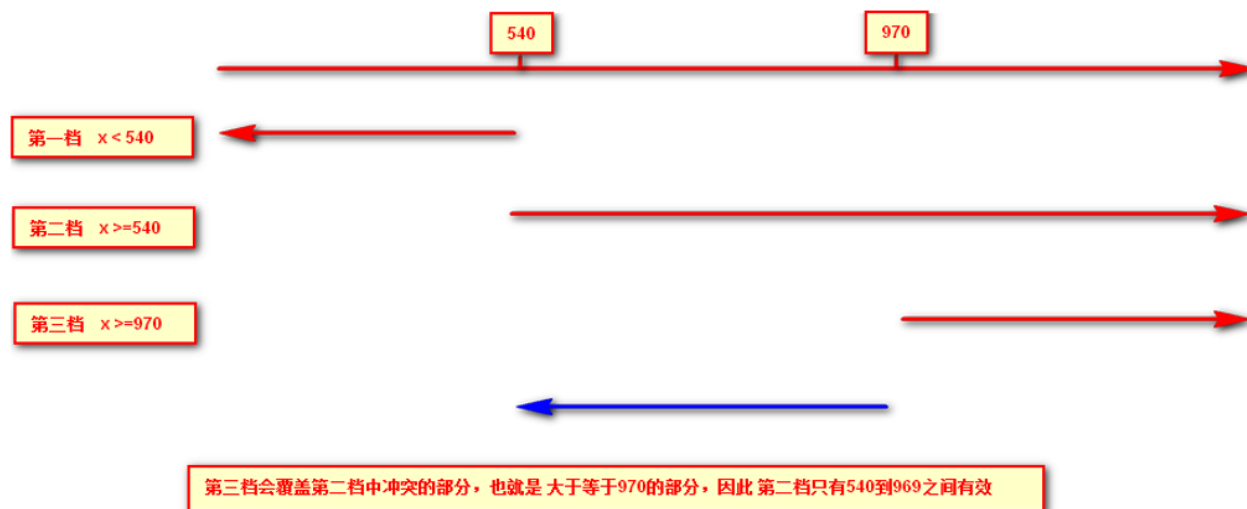 540
970
第一档 x < 540
第二档 x >=540
第三档 x >=970
第三档会覆盖第二档中冲突的部分，也就是 大于等于970的部分，因此 第二档只有540到969之间有效